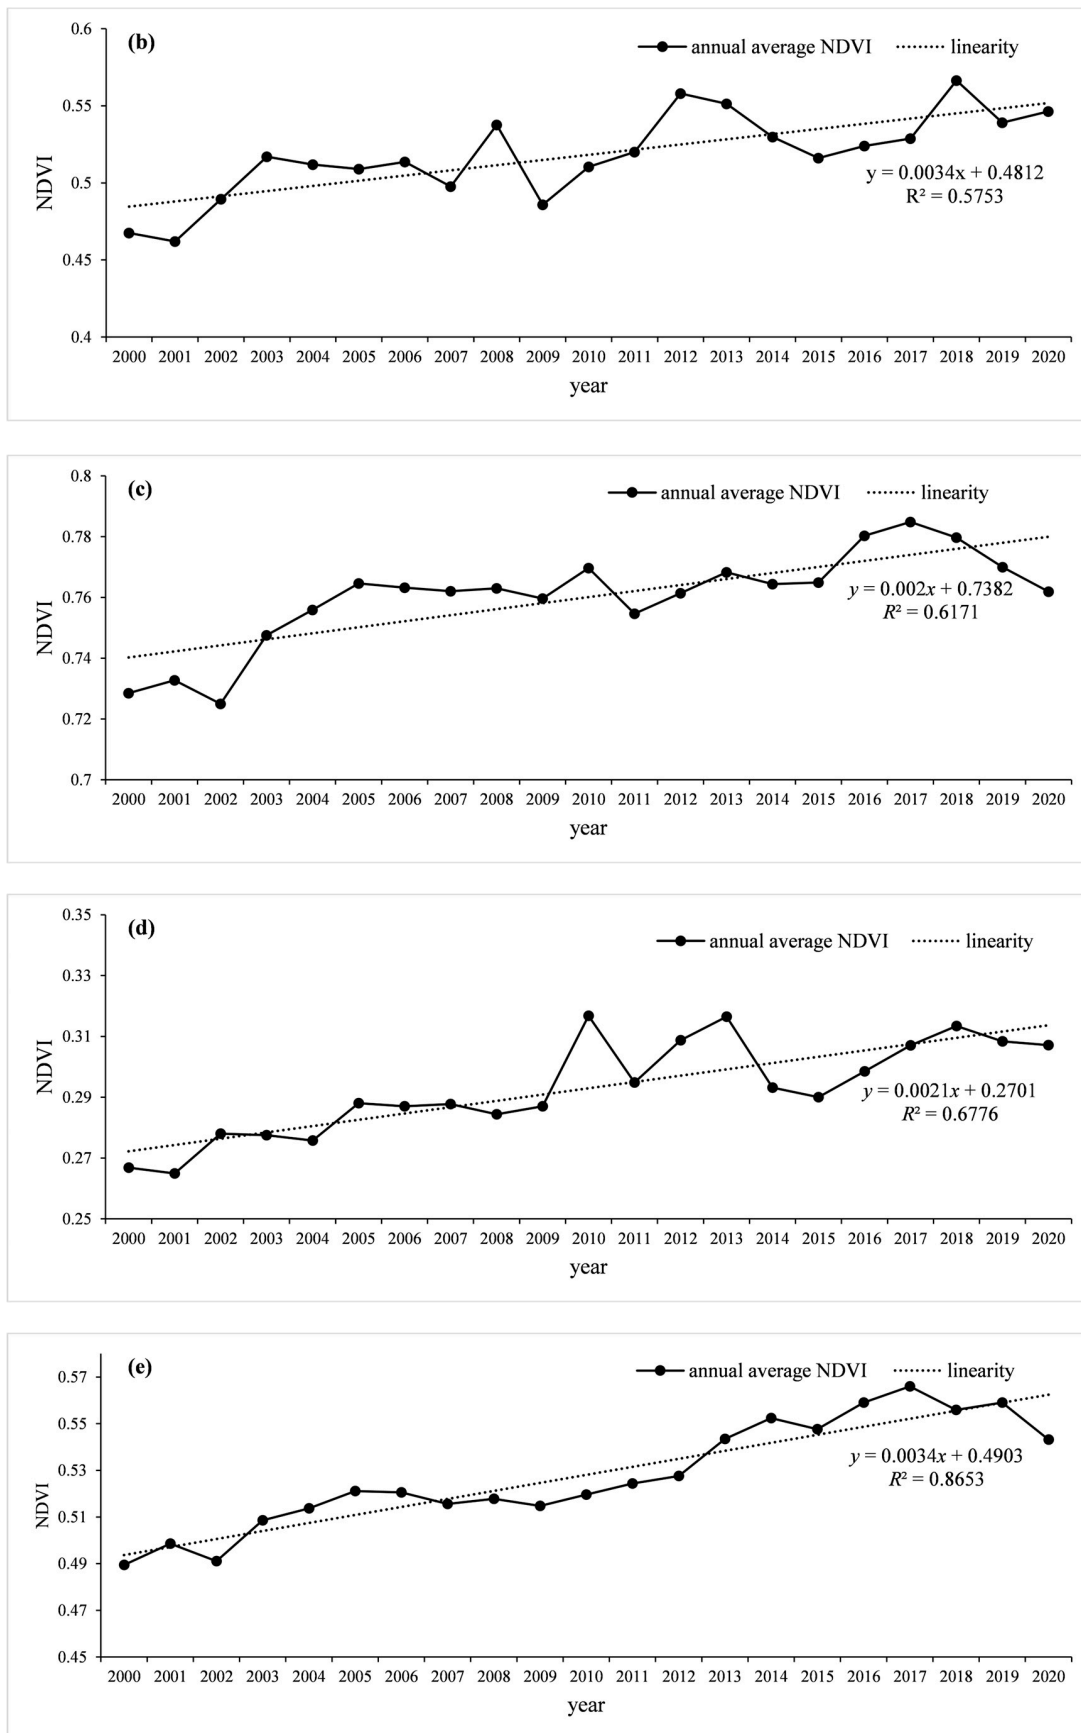 (b)
annual average NDVI
linearity
0.6
0.55
0.5
0.45
0.4
NDVI
y = 0.0034x + 0.4812
R² = 0.5753
2000 2001 2002 2003 2004 2005 2006 2007 2008 2009 2010 2011 2012 2013 2014 2015 2016 2017 2018 2019 2020
year
(c)
annual average NDVI
linearity
0.8
0.78
0.76
0.74
0.72
0.7
NDVI
y = 0.002x + 0.7382
R² = 0.6171
2000 2001 2002 2003 2004 2005 2006 2007 2008 2009 2010 2011 2012 2013 2014 2015 2016 2017 2018 2019 2020
year
(d)
annual average NDVI
linearity
0.35
0.33
0.31
0.29
0.27
0.25
NDVI
y = 0.0021x + 0.2701
R² = 0.6776
2000 2001 2002 2003 2004 2005 2006 2007 2008 2009 2010 2011 2012 2013 2014 2015 2016 2017 2018 2019 2020
year
(e)
annual average NDVI
linearity
0.57
0.55
0.53
0.51
0.49
0.47
0.45
NDVI
y = 0.0034x + 0.4903
R² = 0.8653
2000 2001 2002 2003 2004 2005 2006 2007 2008 2009 2010 2011 2012 2013 2014 2015 2016 2017 2018 2019 2020
year